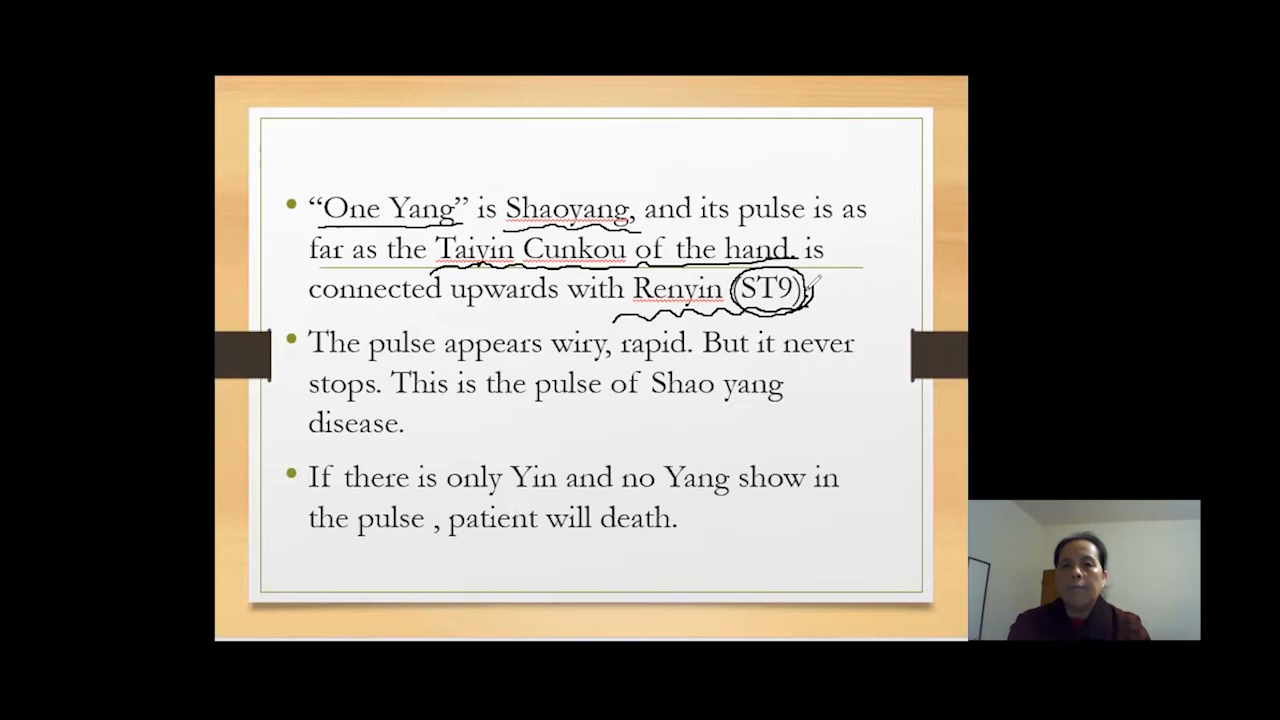 • “One Yang” is Shaoyang, and its pulse is as
far as the Taiyin Cunkou of the hand, is
connected upwards with Renyin (ST9).
• The pulse appears wiry, rapid. But it never
stops. This is the pulse of Shao yang
disease.
• If there is only Yin and no Yang show in
the pulse , patient will death.